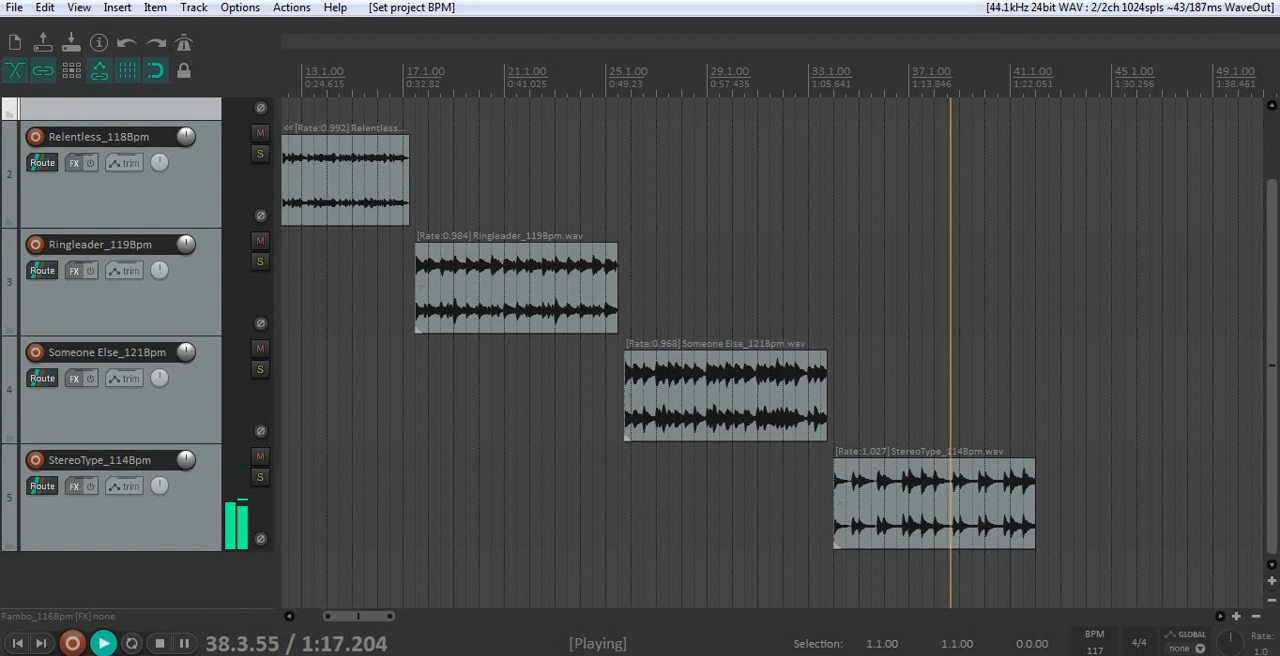 File Edit View Insert Item Track Options Actions Help [Set project BPM] [44.1kHz 24bit WAV : 2/2ch 1024spls ~43/187ms WaveOut]
13.1.00 17.1.00 21.1.00 25.1.00 29.1.00 33.1.00 37.1.00 41.1.00 45.1.00 49.1.00
0:24.615 0:32.82 0:41.025 0:49.23 0:57.435 1:05.641 1:13.846 1:22.051 1:30.256 1:38.461
<< [Rate:0.992] Relentless...
2
Relentless_118Bpm
M
Route FX trim
S
[Rate:0.984] Ringleader_119Bpm.wav
3
Ringleader_119Bpm
M
Route FX trim
S
[Rate:0.968] Someone Else_121Bpm.wav
4
Someone Else_121Bpm
M
Route FX trim
S
[Rate:1.027] StereoType_114Bpm.wav
5
StereoType_114Bpm
M
Route FX trim
S
Rambo_116Bpm [FX] none
38.3.55 / 1:17.204 [Playing] Selection: 1.1.00 1.1.00 0.0.00
BPM
117
4/4
GLOBAL
none
Rate:
1.0